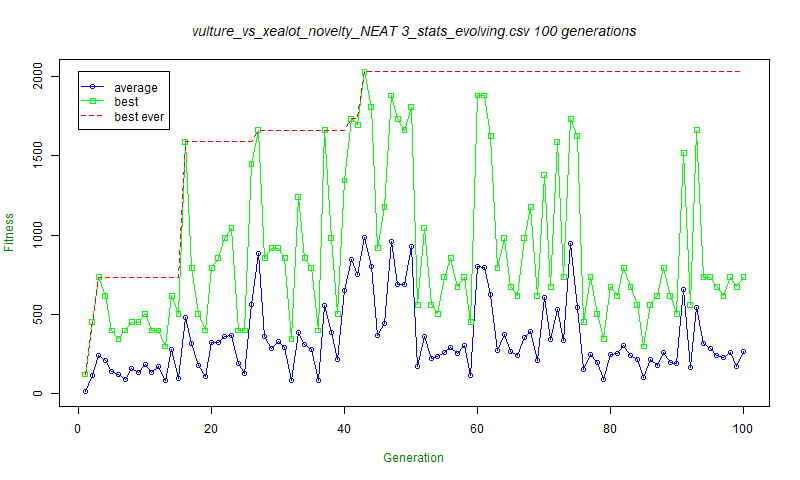 vulture_vs_xealot_novelty_NEAT 3_stats_evolving.csv 100 generations
average
best
best ever
Fitness
2000
1500
1000
500
0
0 20 40 60 80 100
Generation